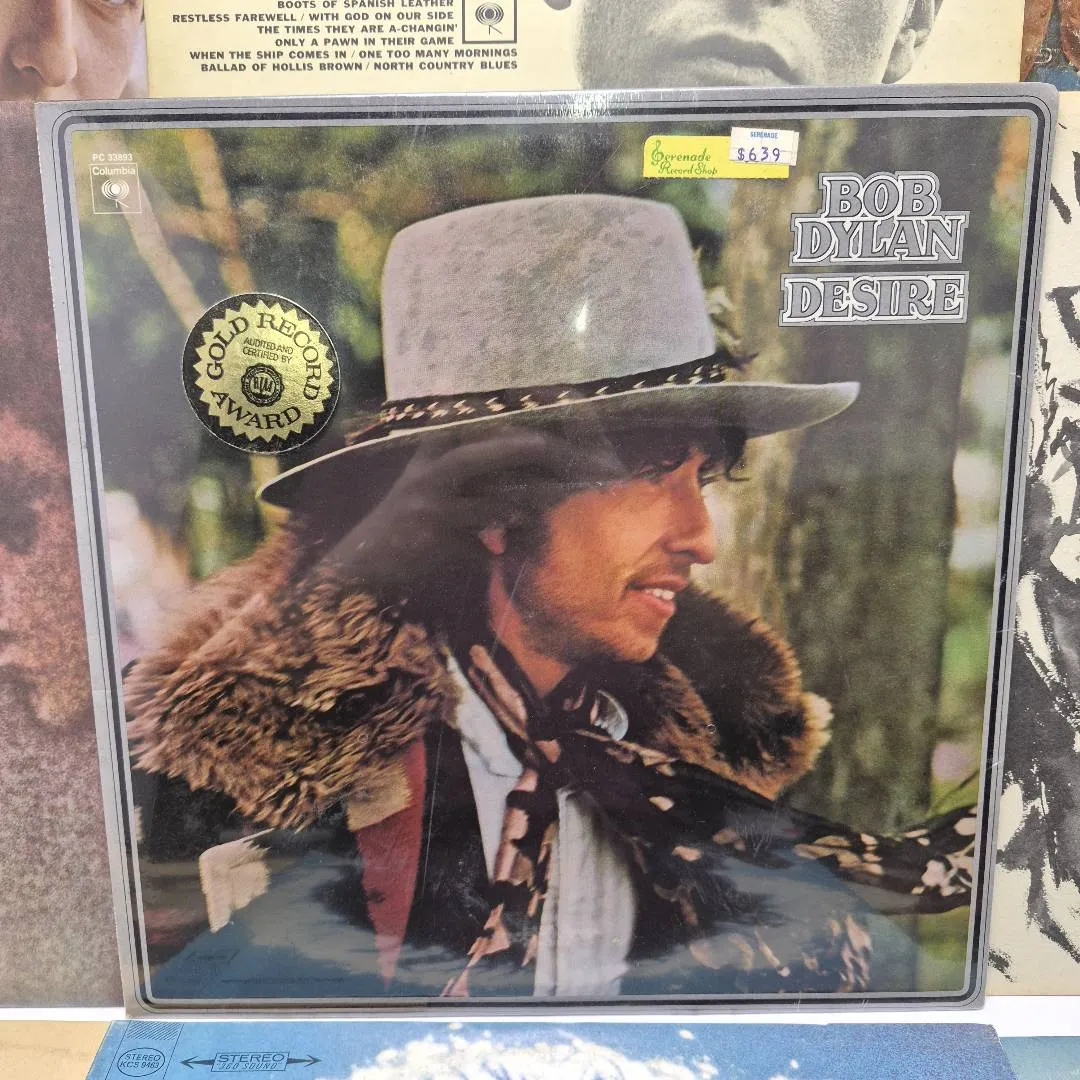 BOOTS OF SPANISH LEATHER
RESTLESS FAREWELL / WITH GOD ON OUR SIDE
THE TIMES THEY ARE A-CHANGIN'
ONLY A PAWN IN THEIR GAME
WHEN THE SHIP COMES IN / ONE TOO MANY MORNINGS
BALLAD OF HOLLIS BROWN / NORTH COUNTRY BLUES
PC 33893
Columbia
Serenade
Record Shop
SERENADE
$6.39
BOB
DYLAN
DESIRE
GOLD RECORD
AUDITED AND
CERTIFIED BY
RIAA
AWARD
STEREO
KCS 9463
STEREO
"360 SOUND"